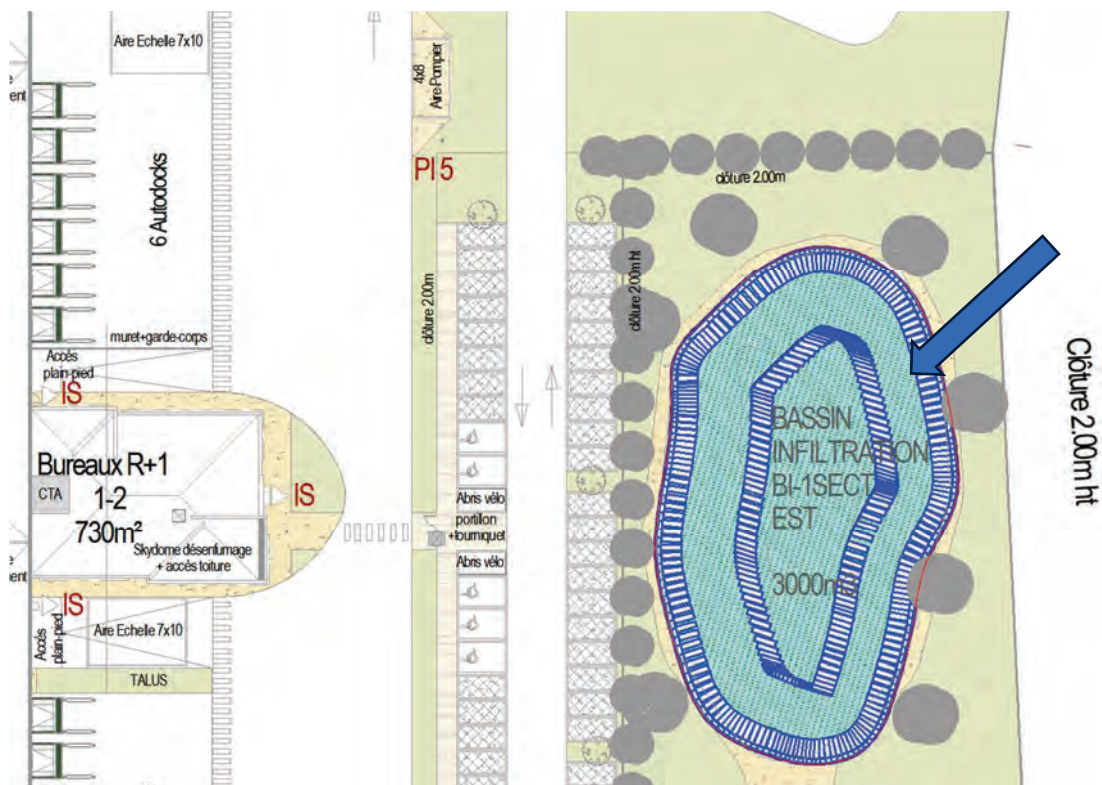 Aire Echelle 7x10
ent
6 Autodocks
muret+garde-corps
Accès
plain-pied
IS
Bureaux R+1
1-2
730m²
CTA
Skydome désenfumage
+ accés toiture
IS
IS
Accès
plain-pied
Aire Echelle 7x10
TALUS
ent
4x8
Aire Pompier
PI 5
clôture 2.00m
Abris vélo
portillon
+tourniquet
Abris vélo
clôture 2.00m
clôture 2.00m ht
BASSIN
INFILTRATION
BI-1SECT
EST
3000m3
Clôture 2.00m ht